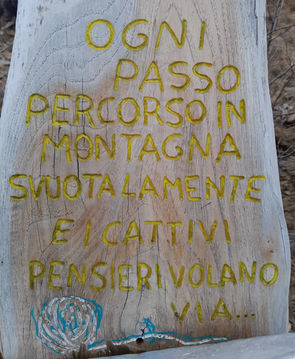 OGNI
PASSO
PERCORSO IN
MONTAGNA
SVUOTA LA MENTE
E I CATTIVI
PENSIERI VOLANO
VIA...